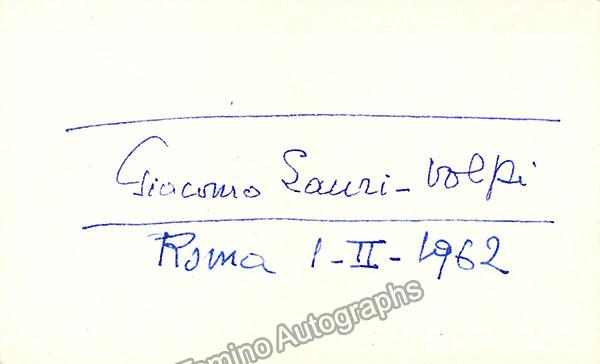 Giacomo Lauri-Volpi
Roma 1-II-1962
Tamino Autographs